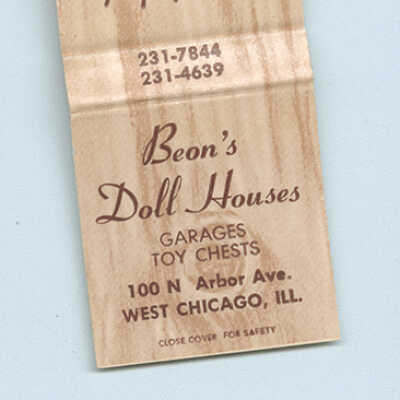 231-7844
231-4639
Beon's
Doll Houses
GARAGES
TOY CHESTS
100 N Arbor Ave.
WEST CHICAGO, ILL.
CLOSE COVER FOR SAFETY